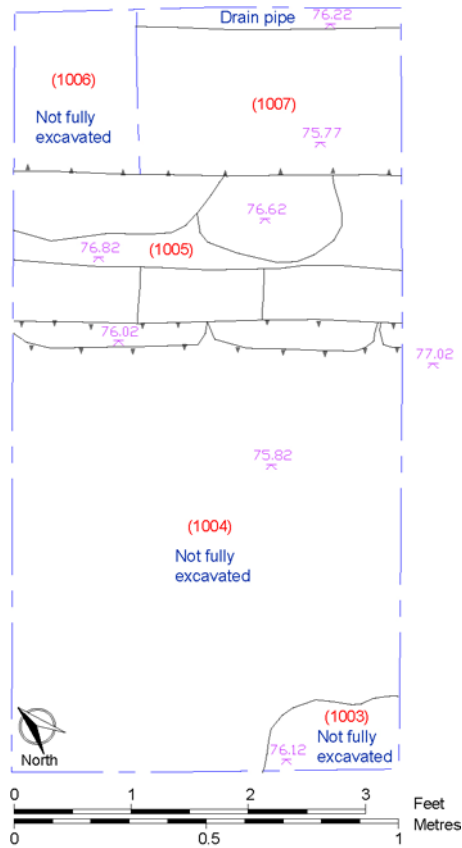 Drain pipe
76.22
(1006)
(1007)
Not fully
excavated
75.77
76.62
76.82
(1005)
76.02
77.02
75.82
(1004)
Not fully
excavated
(1003)
Not fully
excavated
76.12
North
0 1 2 3 Feet
0 0.5 1 Metres